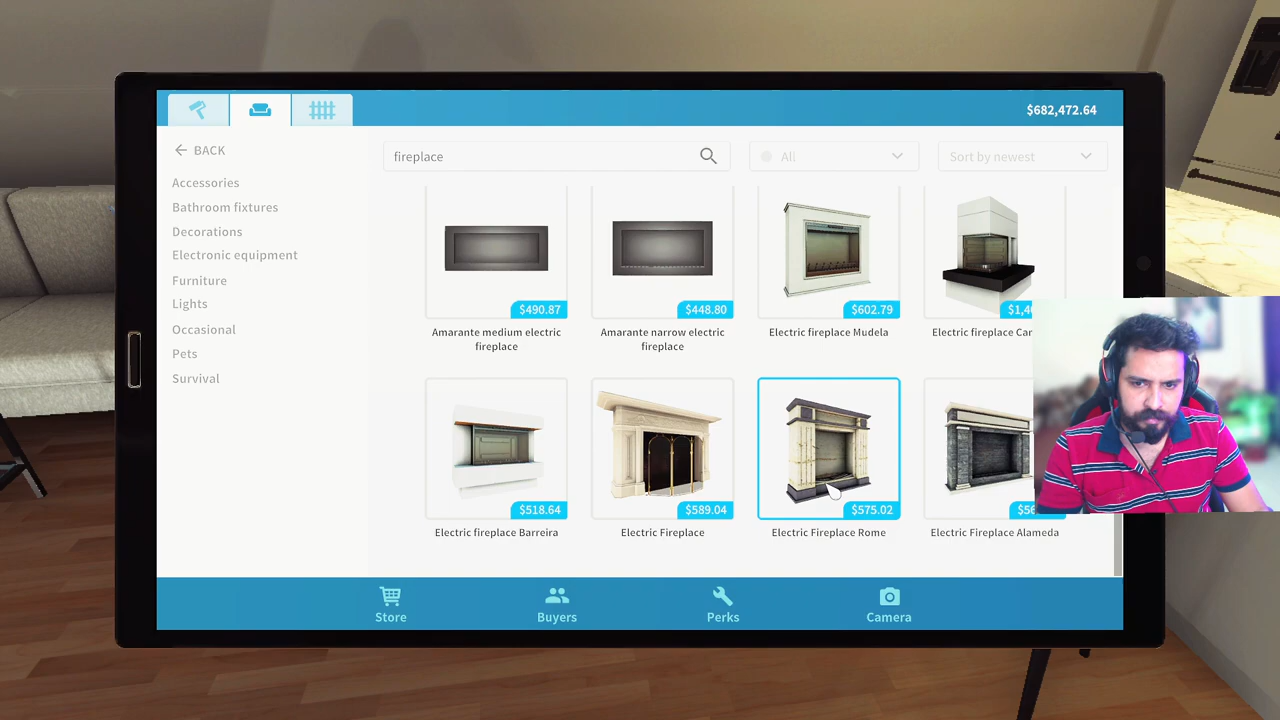 $682,472.64
BACK
fireplace
All
Sort by newest
Accessories
Bathroom fixtures
Decorations
Electronic equipment
Furniture
Lights
Occasional
Pets
Survival
$490.87
$448.80
$602.79
Amarante medium electric
fireplace
Amarante narrow electric
fireplace
Electric fireplace Mudela
Electric fireplace
$518.64
$589.04
$575.02
Electric fireplace Barreira
Electric Fireplace
Electric Fireplace Rome
Electric Fireplace Alameda
Store
Buyers
Perks
Camera